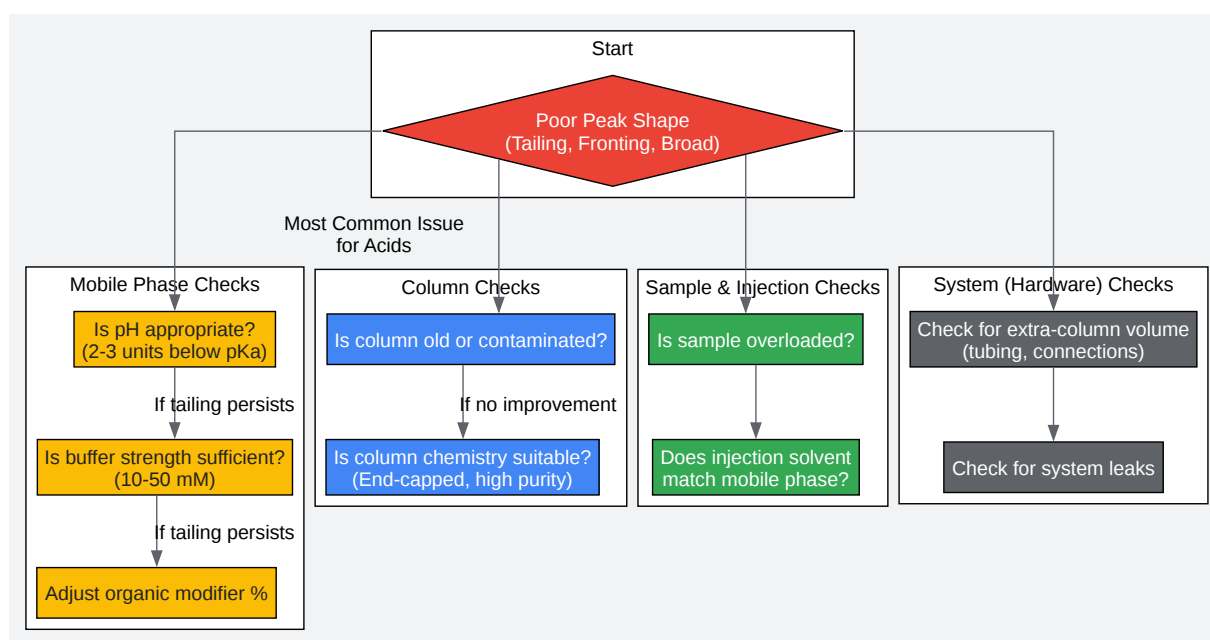 Start
Poor Peak Shape
(Tailing, Fronting, Broad)
Most Common Issue
for Acids
Mobile Phase Checks
Is pH appropriate?
(2-3 units below pKa)
If tailing persists
Is buffer strength sufficient?
(10-50 mM)
If tailing persists
Adjust organic modifier %
Column Checks
Is column old or contaminated?
If no improvement
Is column chemistry suitable?
(End-capped, high purity)
Sample & Injection Checks
Is sample overloaded?
Does injection solvent
match mobile phase?
System (Hardware) Checks
Check for extra-column volume
(tubing, connections)
Check for system leaks